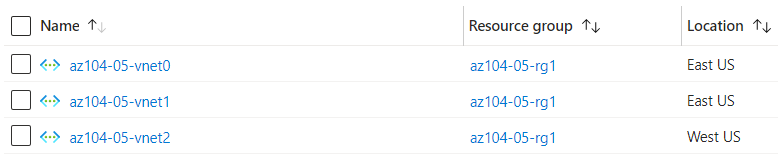 Name ↑↓ Resource group ↑↓ Location ↑↓
az104-05-vnet0 az104-05-rg1 East US
az104-05-vnet1 az104-05-rg1 East US
az104-05-vnet2 az104-05-rg1 West US